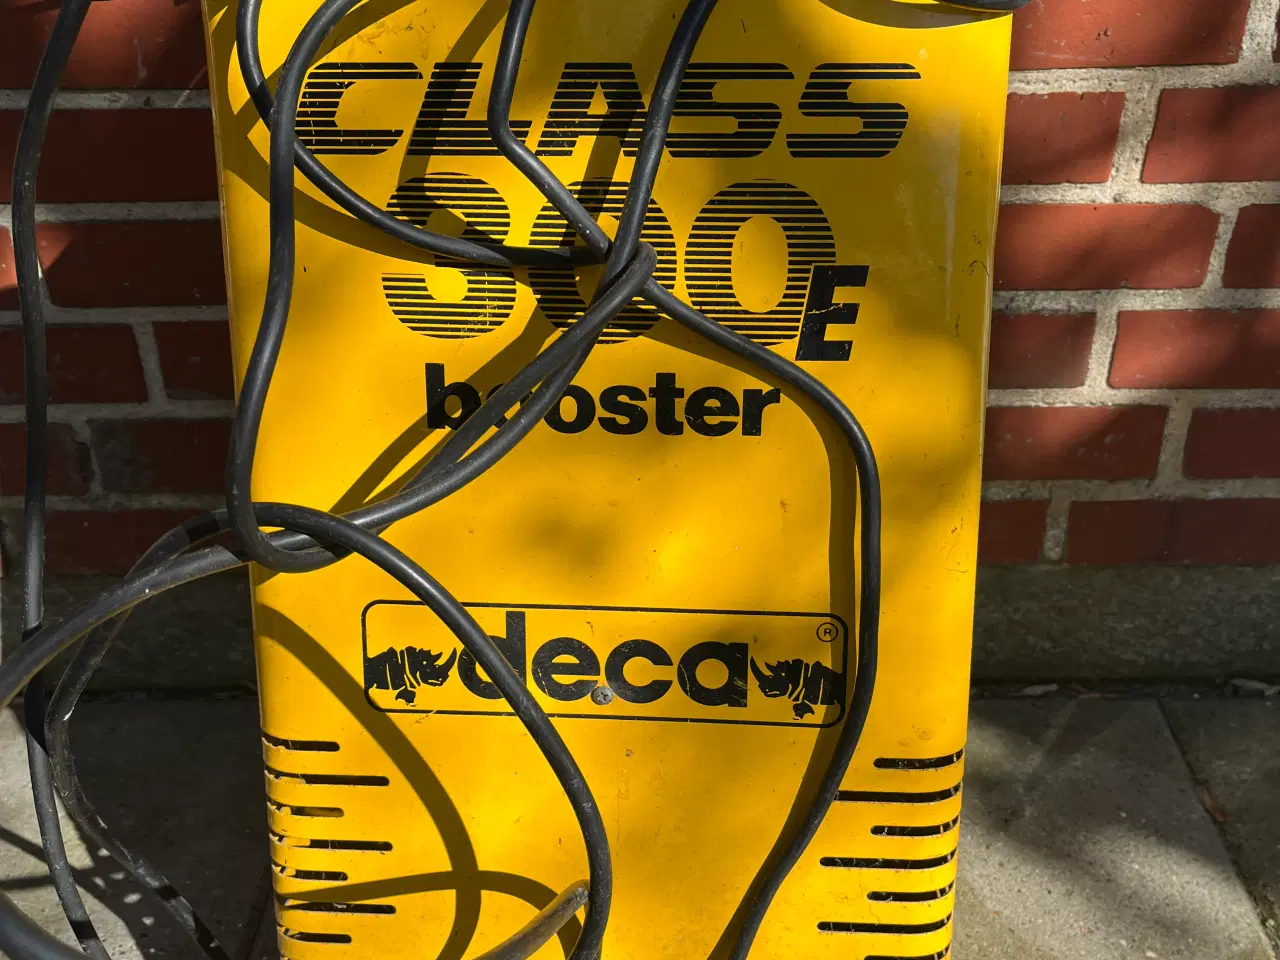 CLASS
300E
booster
deca®